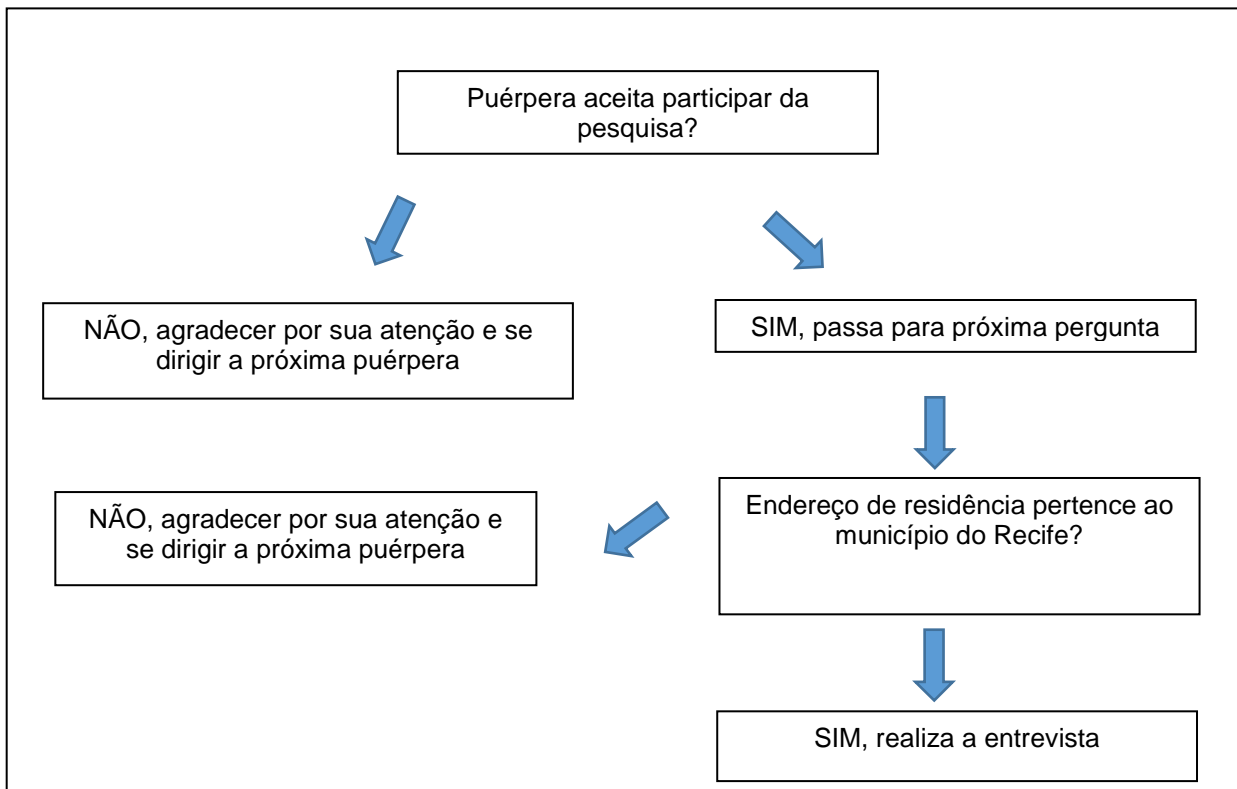 Puérpera aceita participar da
pesquisa?
NÃO, agradecer por sua atenção e se
dirigir a próxima puérpera
SIM, passa para próxima pergunta
NÃO, agradecer por sua atenção e
se dirigir a próxima puérpera
Endereço de residência pertence ao
município do Recife?
SIM, realiza a entrevista